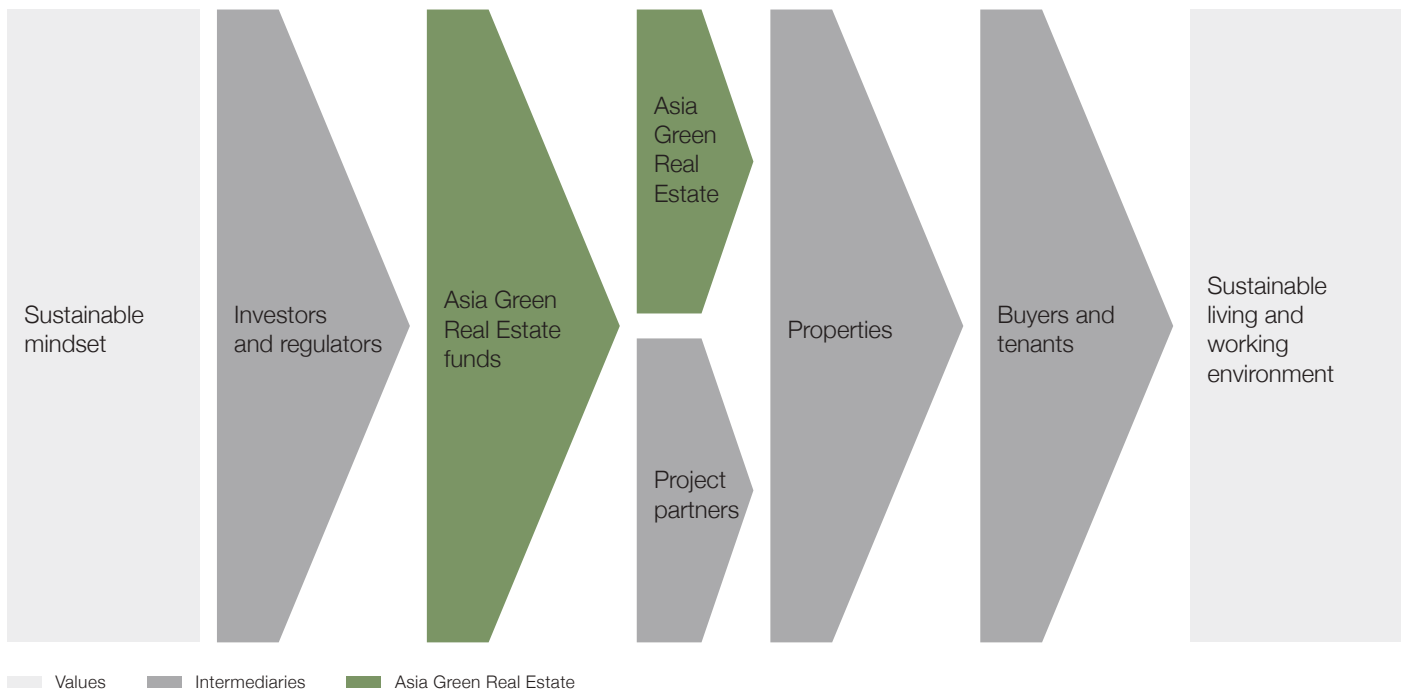 Sustainable
mindset
Investors
and regulators
Asia Green
Real Estate
funds
Asia
Green
Real
Estate
Project
partners
Properties
Buyers and
tenants
Sustainable
living and
working
environment
Values
Intermediaries
Asia Green Real Estate